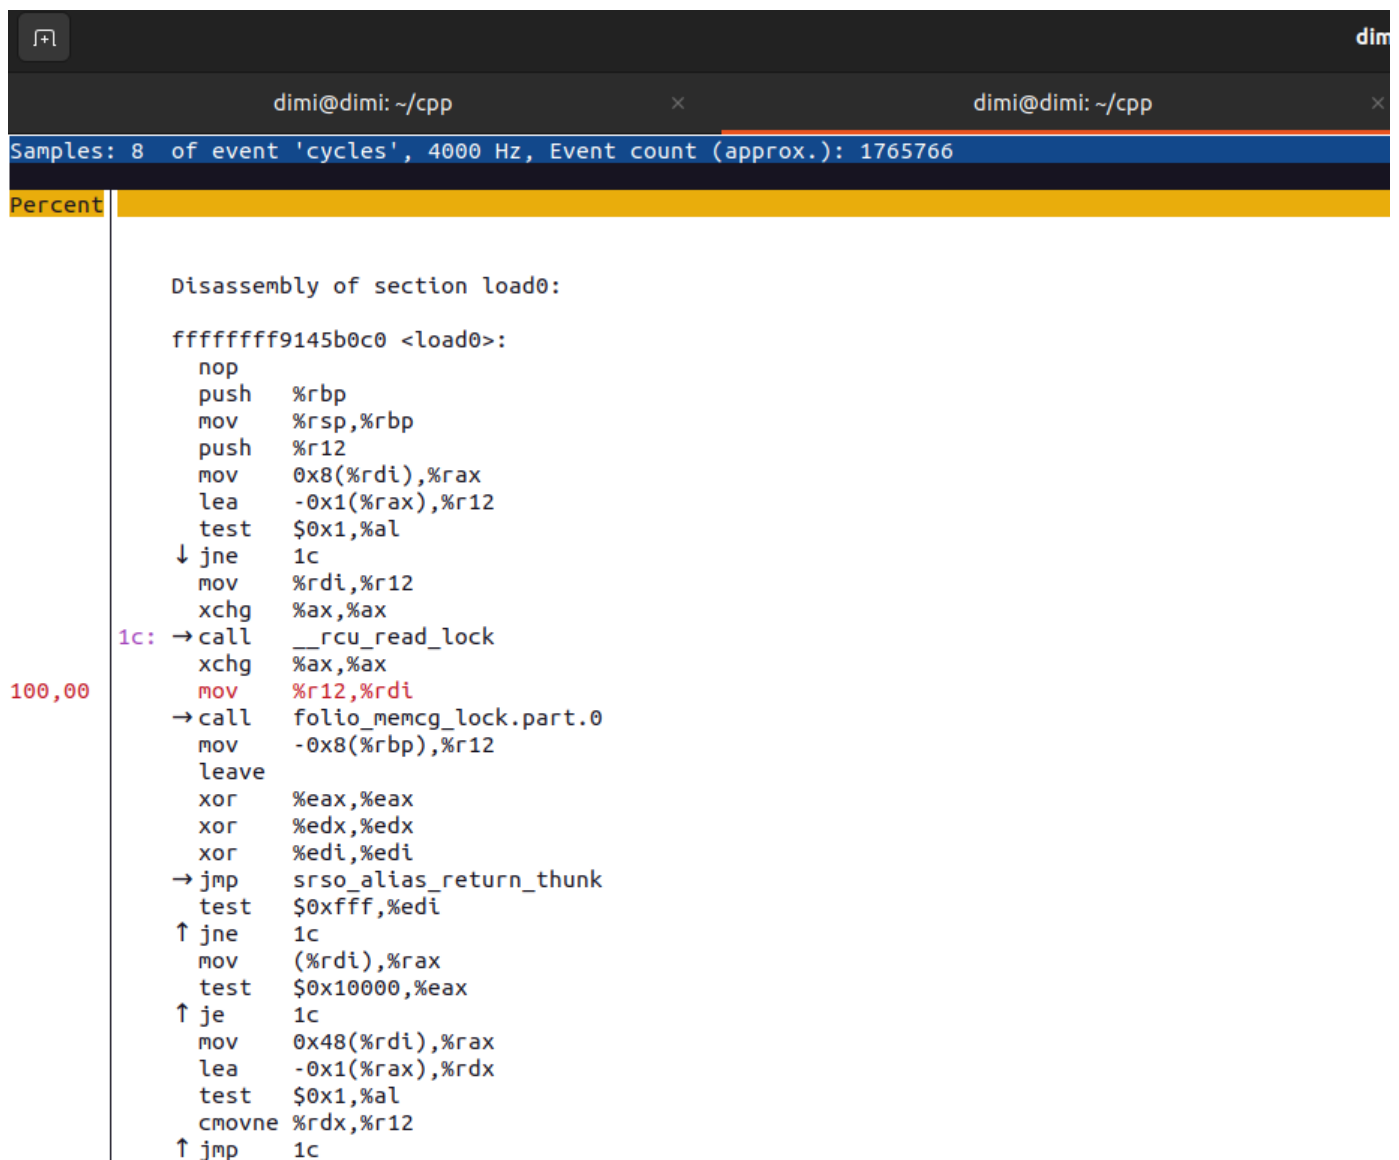 dim
dimi@dimi: ~/cpp × dimi@dimi: ~/cpp ×
Samples: 8  of event 'cycles', 4000 Hz, Event count (approx.): 1765766
Percent
Disassembly of section load0:
ffffffff9145b0c0 <load0>:
nop
push   %rbp
mov    %rsp,%rbp
push   %r12
mov    0x8(%rdi),%rax
lea    -0x1(%rax),%r12
test   $0x1,%al
↓ jne    1c
mov    %rdi,%r12
xchg   %ax,%ax
1c: → call   __rcu_read_lock
xchg   %ax,%ax
100,00 mov    %r12,%rdi
→ call   folio_memcg_lock.part.0
mov    -0x8(%rbp),%r12
leave
xor    %eax,%eax
xor    %edx,%edx
xor    %edi,%edi
→ jmp    srso_alias_return_thunk
test   $0xfff,%edi
↑ jne    1c
mov    (%rdi),%rax
test   $0x10000,%eax
↑ je     1c
mov    0x48(%rdi),%rax
lea    -0x1(%rax),%rdx
test   $0x1,%al
cmovne %rdx,%r12
↑ jmp    1c